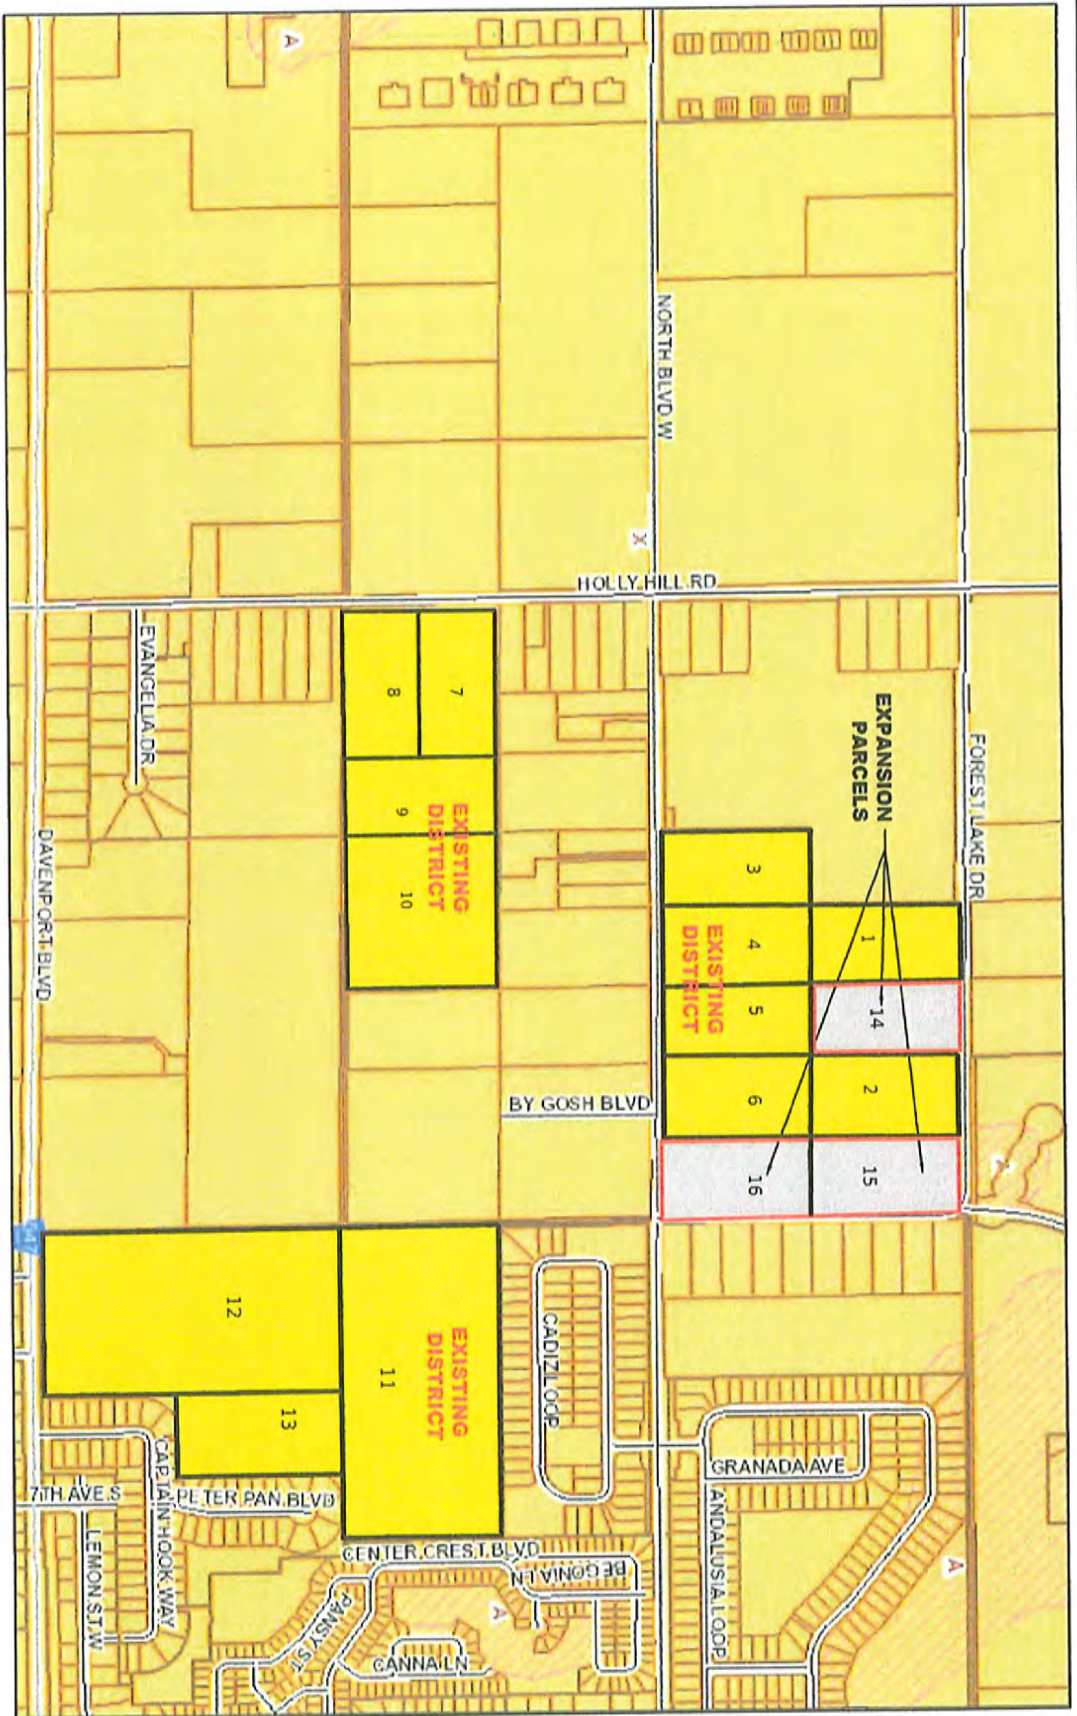 FOREST LAKE DR
A
A
EXPANSION
PARCELS
1
14
2
15
3
4
5
6
16
EXISTING
DISTRICT
GRANADA AVE
ANDALUSIA LOOP
NORTH BLVD W
X
HOLLY HILL RD
BY GOSH BLVD
CADIZ LOOP
BEGONIA LN
A
7
8
9
10
EXISTING
DISTRICT
EXISTING
DISTRICT
11
CENTER CREST BLVD
CANNA LN
PANSY ST
A
12
13
PETER PAN BLVD
CAPTAIN HOOK WAY
EVANGELIA DR
7TH AVE S
LEMON ST W
DAVENPORT BLVD